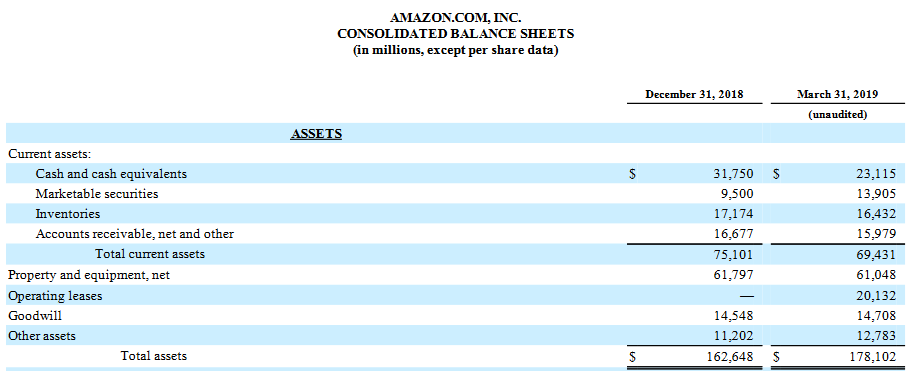 AMAZON.COM, INC.
CONSOLIDATED BALANCE SHEETS
(in millions, except per share data)
December 31, 2018 March 31, 2019
(unaudited)
ASSETS
Current assets:
Cash and cash equivalents $ 31,750 $ 23,115
Marketable securities 9,500 13,905
Inventories 17,174 16,432
Accounts receivable, net and other 16,677 15,979
Total current assets 75,101 69,431
Property and equipment, net 61,797 61,048
Operating leases — 20,132
Goodwill 14,548 14,708
Other assets 11,202 12,783
Total assets $ 162,648 $ 178,102